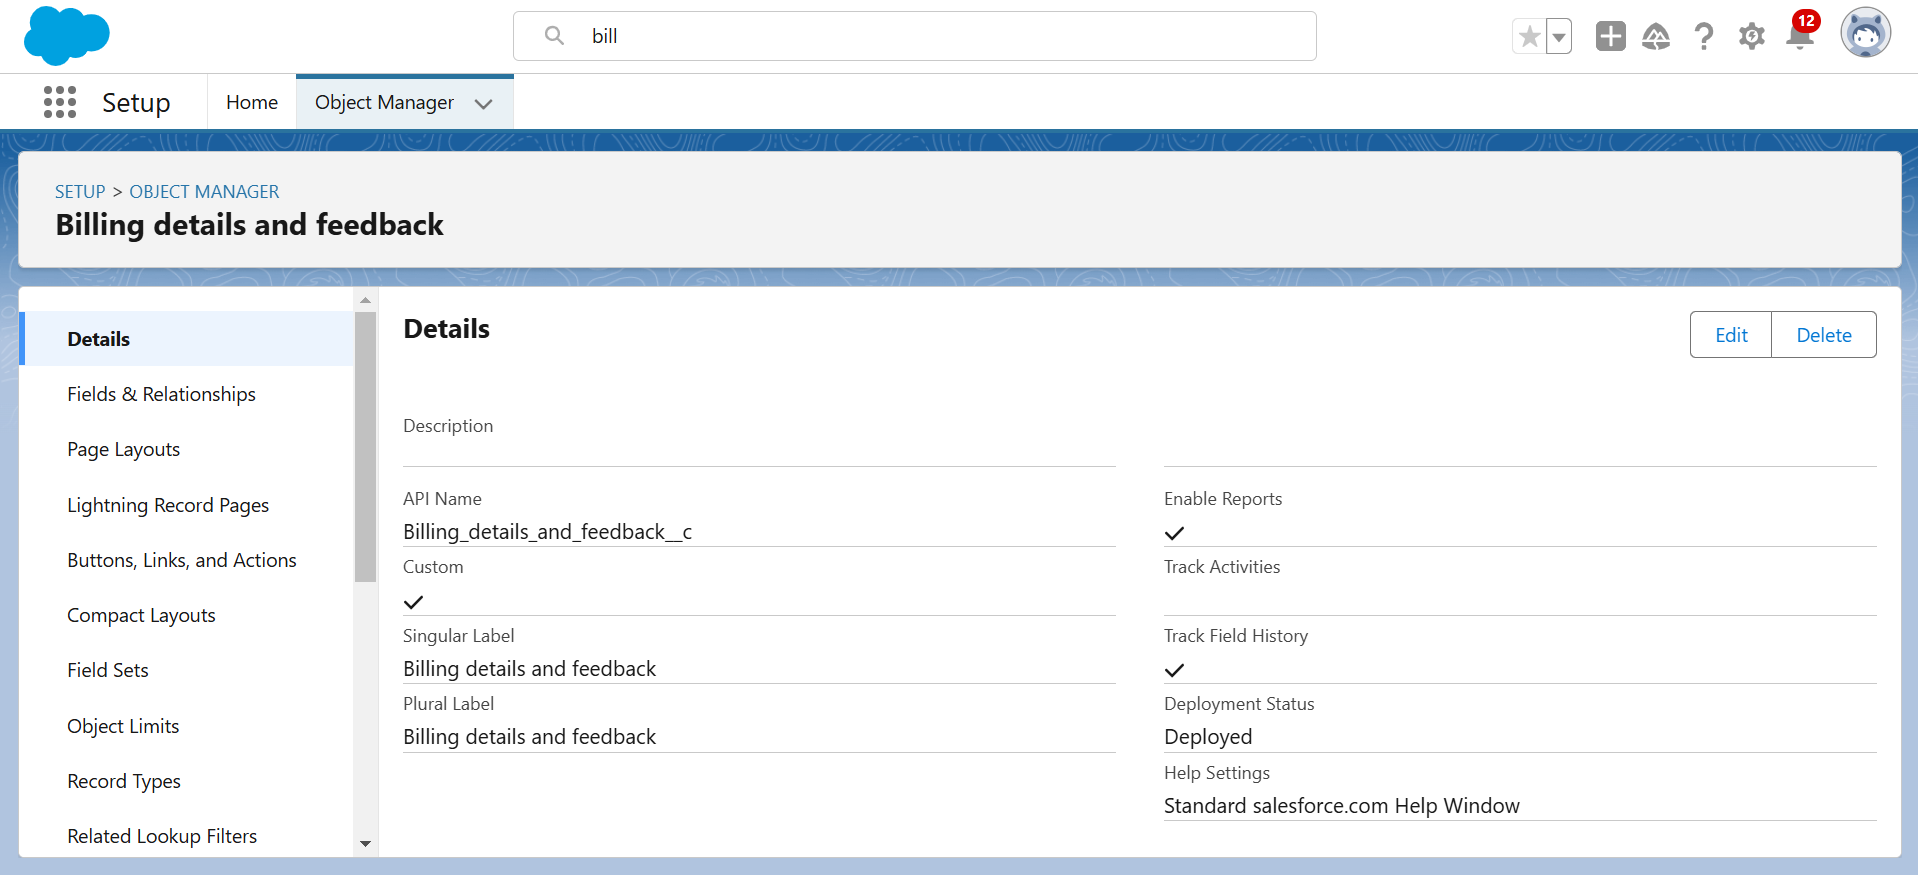 bill
12
Setup
Home
Object Manager
SETUP > OBJECT MANAGER
Billing details and feedback
Details
Fields & Relationships
Page Layouts
Lightning Record Pages
Buttons, Links, and Actions
Compact Layouts
Field Sets
Object Limits
Record Types
Related Lookup Filters
Details
Edit
Delete
Description
API Name
Billing_details_and_feedback__c
Custom
Singular Label
Billing details and feedback
Plural Label
Billing details and feedback
Enable Reports
Track Activities
Track Field History
Deployment Status
Deployed
Help Settings
Standard salesforce.com Help Window